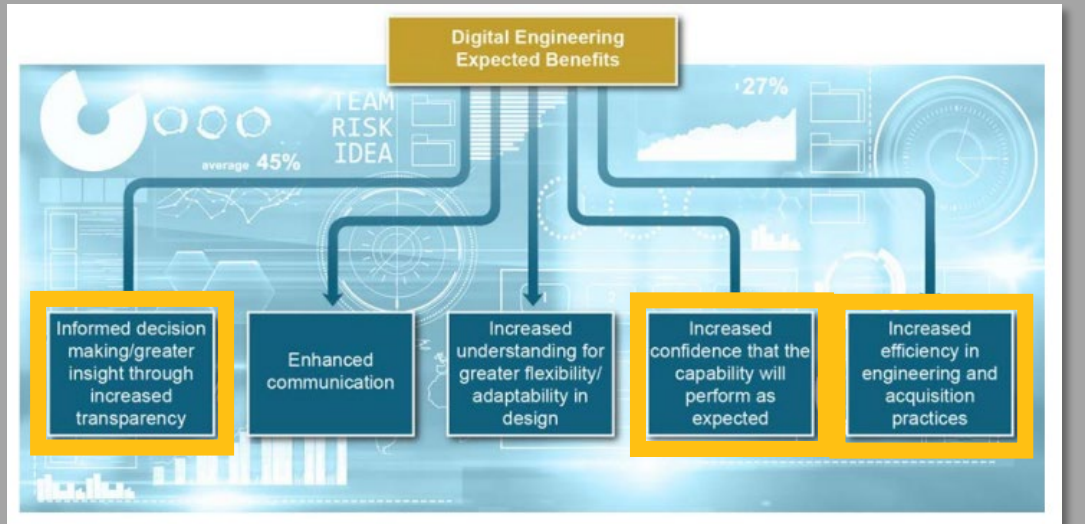 Digital Engineering
Expected Benefits
TEAM
RISK
IDEA
27%
average 45%
1
2
Informed decision
making/greater
insight through
increased
transparency
Enhanced
communication
Increased
understanding for
greater flexibility/
adaptability in
design
Increased
confidence that the
capability will
perform as
expected
Increased
efficiency in
engineering and
acquisition
practices